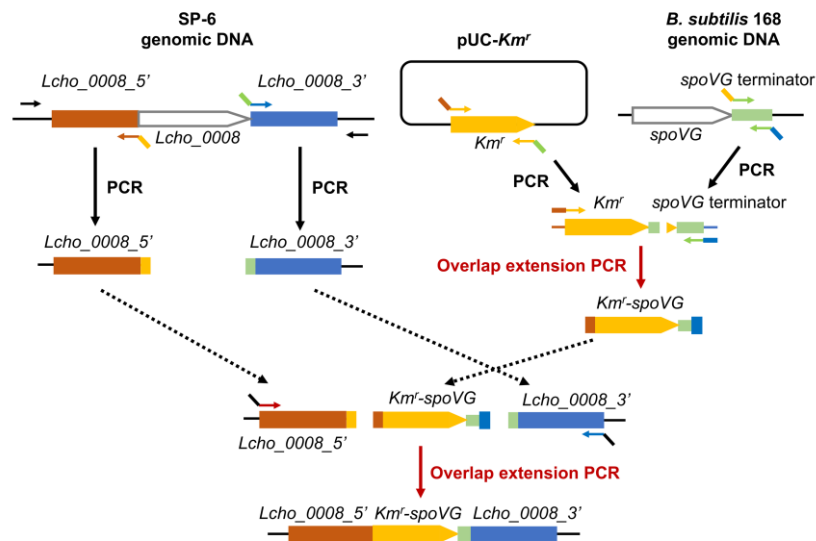 SP-6
genomic DNA
pUC-Kmʳ
B. subtilis 168
genomic DNA
Lcho_0008_5’
Lcho_0008_3’
spoVG terminator
Lcho_0008
Kmʳ
spoVG
PCR
PCR
PCR
PCR
Kmʳ
spoVG terminator
Lcho_0008_5’
Lcho_0008_3’
Overlap extension PCR
Kmʳ-spoVG
Kmʳ-spoVG
Lcho_0008_3’
Lcho_0008_5’
Overlap extension PCR
Lcho_0008_5’ Kmʳ-spoVG Lcho_0008_3’